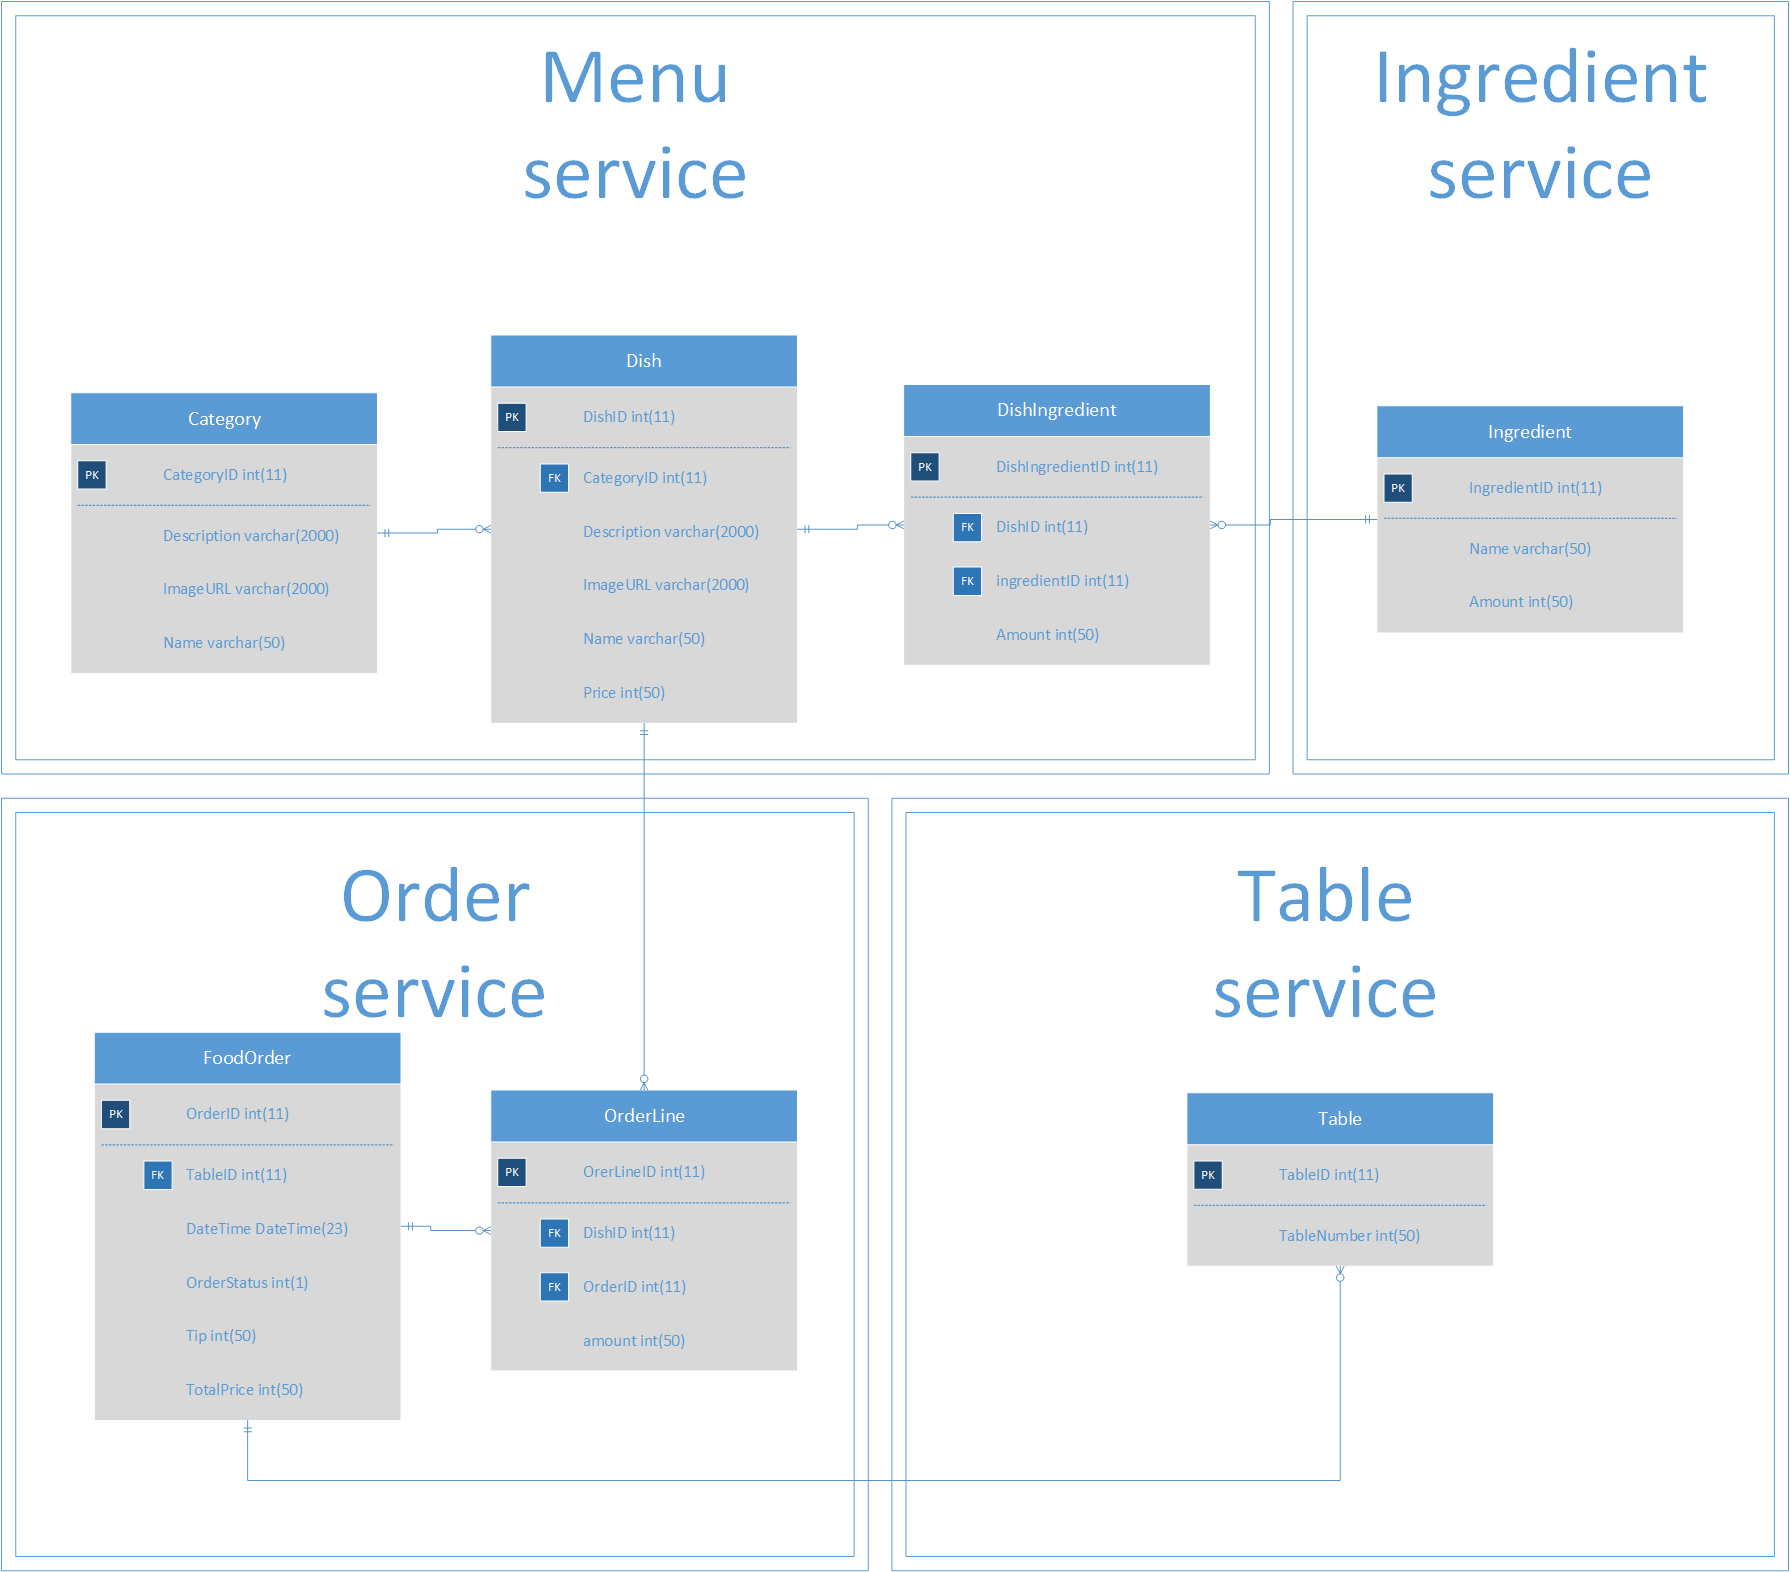 Menu
service
Category
PK
CategoryID int(11)
Description varchar(2000)
ImageURL varchar(2000)
Name varchar(50)
Dish
PK
DishID int(11)
FK
CategoryID int(11)
Description varchar(2000)
ImageURL varchar(2000)
Name varchar(50)
Price int(50)
DishIngredient
PK
DishIngredientID int(11)
FK
DishID int(11)
FK
ingredientID int(11)
Amount int(50)
Ingredient
service
Ingredient
PK
IngredientID int(11)
Name varchar(50)
Amount int(50)
Order
service
FoodOrder
PK
OrderID int(11)
FK
TableID int(11)
DateTime DateTime(23)
OrderStatus int(1)
Tip int(50)
TotalPrice int(50)
OrderLine
PK
OrerLineID int(11)
FK
DishID int(11)
FK
OrderID int(11)
amount int(50)
Table
service
Table
PK
TableID int(11)
TableNumber int(50)